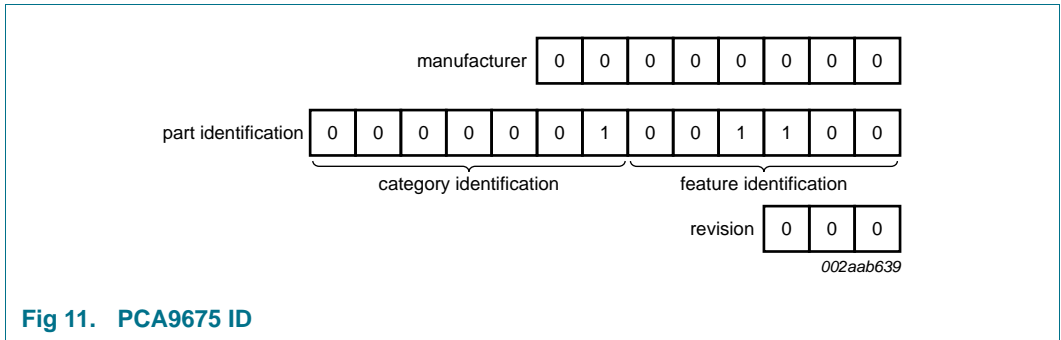 manufacturer 0 0 0 0 0 0 0 0
part identification 0 0 0 0 0 0 1 0 0 1 1 0 0
category identification feature identification
revision 0 0 0
002aab639
Fig 11. PCA9675 ID